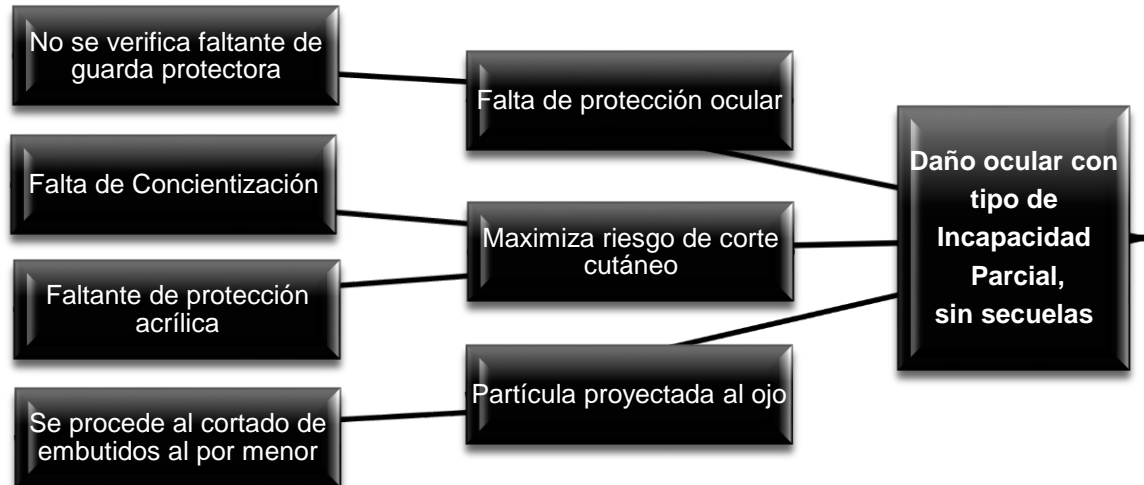 No se verifica faltante de
guarda protectora
Falta de Concientización
Faltante de protección
acrílica
Se procede al cortado de
embutidos al por menor
Falta de protección ocular
Maximiza riesgo de corte
cutáneo
Partícula proyectada al ojo
Daño ocular con
tipo de
Incapacidad
Parcial,
sin secuelas